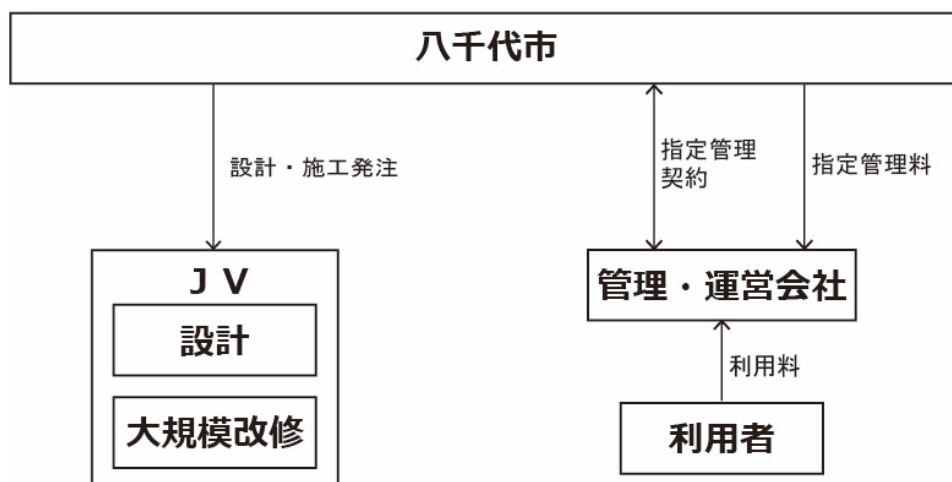 八千代市
設計・施工発注
指定管理
契約
指定管理料
ＪＶ
設計
大規模改修
管理・運営会社
利用料
利用者